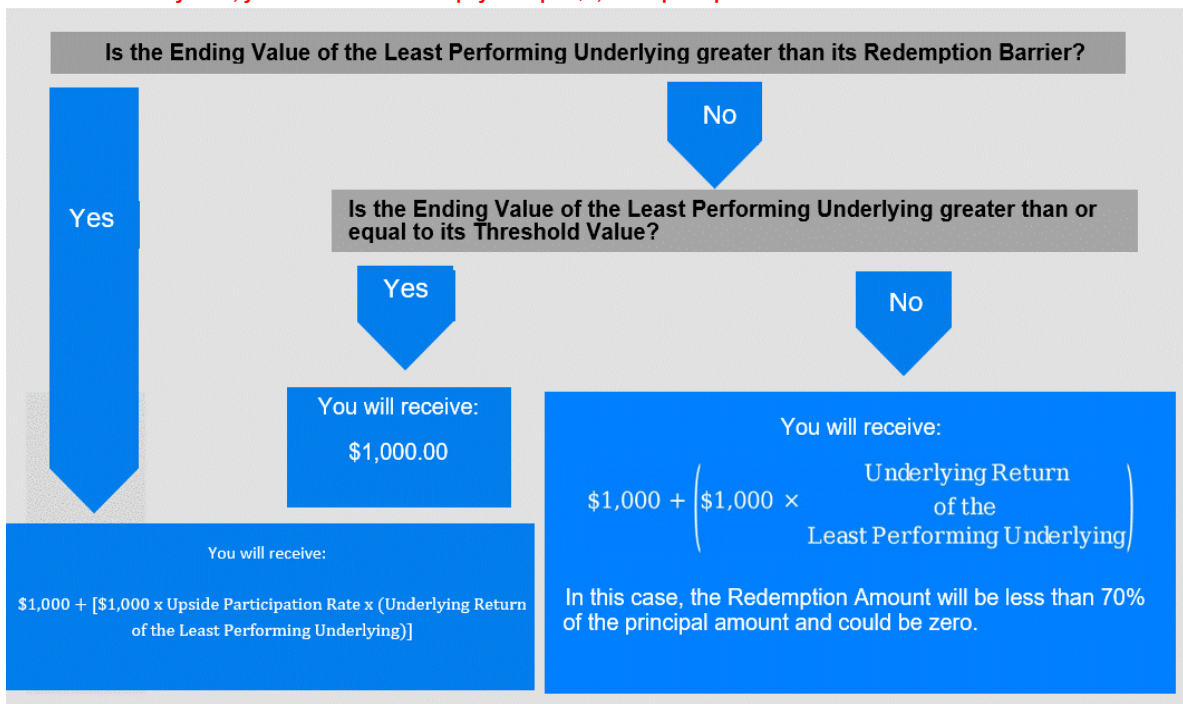 Is the Ending Value of the Least Performing Underlying greater than its Redemption Barrier?
No
Yes
Is the Ending Value of the Least Performing Underlying greater than or
equal to its Threshold Value?
Yes
No
You will receive:
$1,000.00
You will receive:
$1,000 + ($1,000 × Underlying Return
of the
Least Performing Underlying)
In this case, the Redemption Amount will be less than 70%
of the principal amount and could be zero.
You will receive:
$1,000 + [$1,000 x Upside Participation Rate x (Underlying Return
of the Least Performing Underlying)]